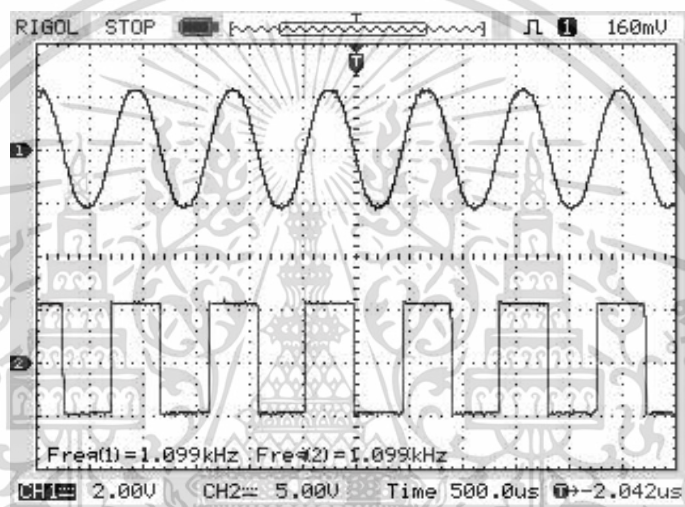 RIGOL STOP T 1 160mV
T
1
2
Freq(1)=1.099kHz Freq(2)=1.099kHz
CH1 2.00V CH2 5.00V Time 500.0us T→-2.042us